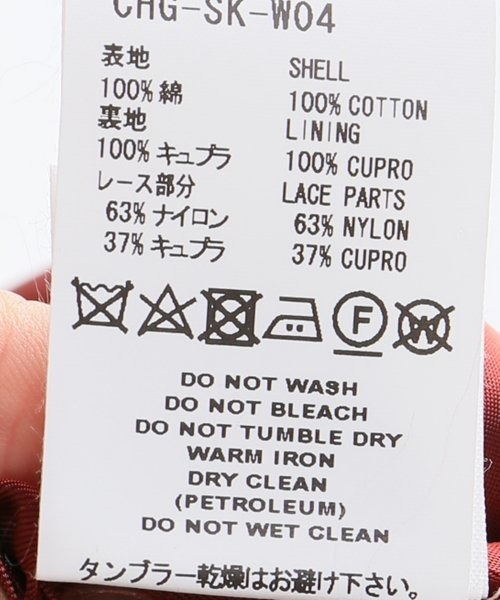 CHG-SK-W04
表地 SHELL
100% 綿 100% COTTON
裏地 LINING
100% キュプラ 100% CUPRO
レース部分 LACE PARTS
63% ナイロン 63% NYLON
37% キュプラ 37% CUPRO
F W
DO NOT WASH
DO NOT BLEACH
DO NOT TUMBLE DRY
WARM IRON
DRY CLEAN
(PETROLEUM)
DO NOT WET CLEAN
タンブラー乾燥はお避け下さい。